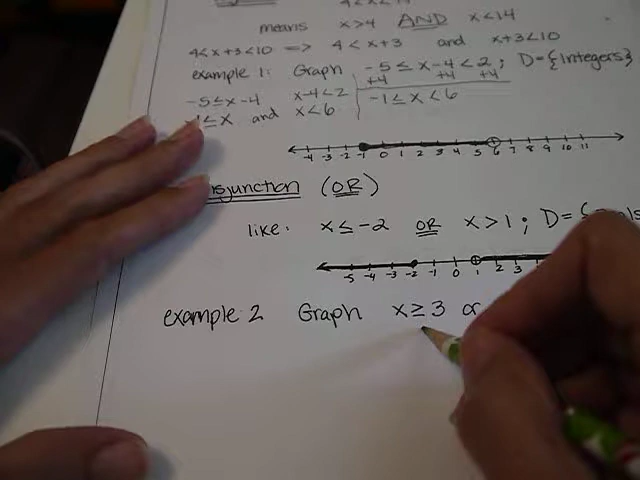 means x>4 AND x<14
4<x+3<10 => 4<x+3 and x+3<10
example 1: Graph -5≤x-4<2; D={Integers}
+4 +4 +4
-5≤x-4 x-4<2 -1≤x<6
≤x and x<6
-4 -3 -2 -1 0 1 2 3 4 5 6 7 8 9 10 11
isjunction (OR)
like: x≤-2 OR x>1; D={
-5 -4 -3 -2 -1 0 1 2 3
example 2 Graph x≥3 or